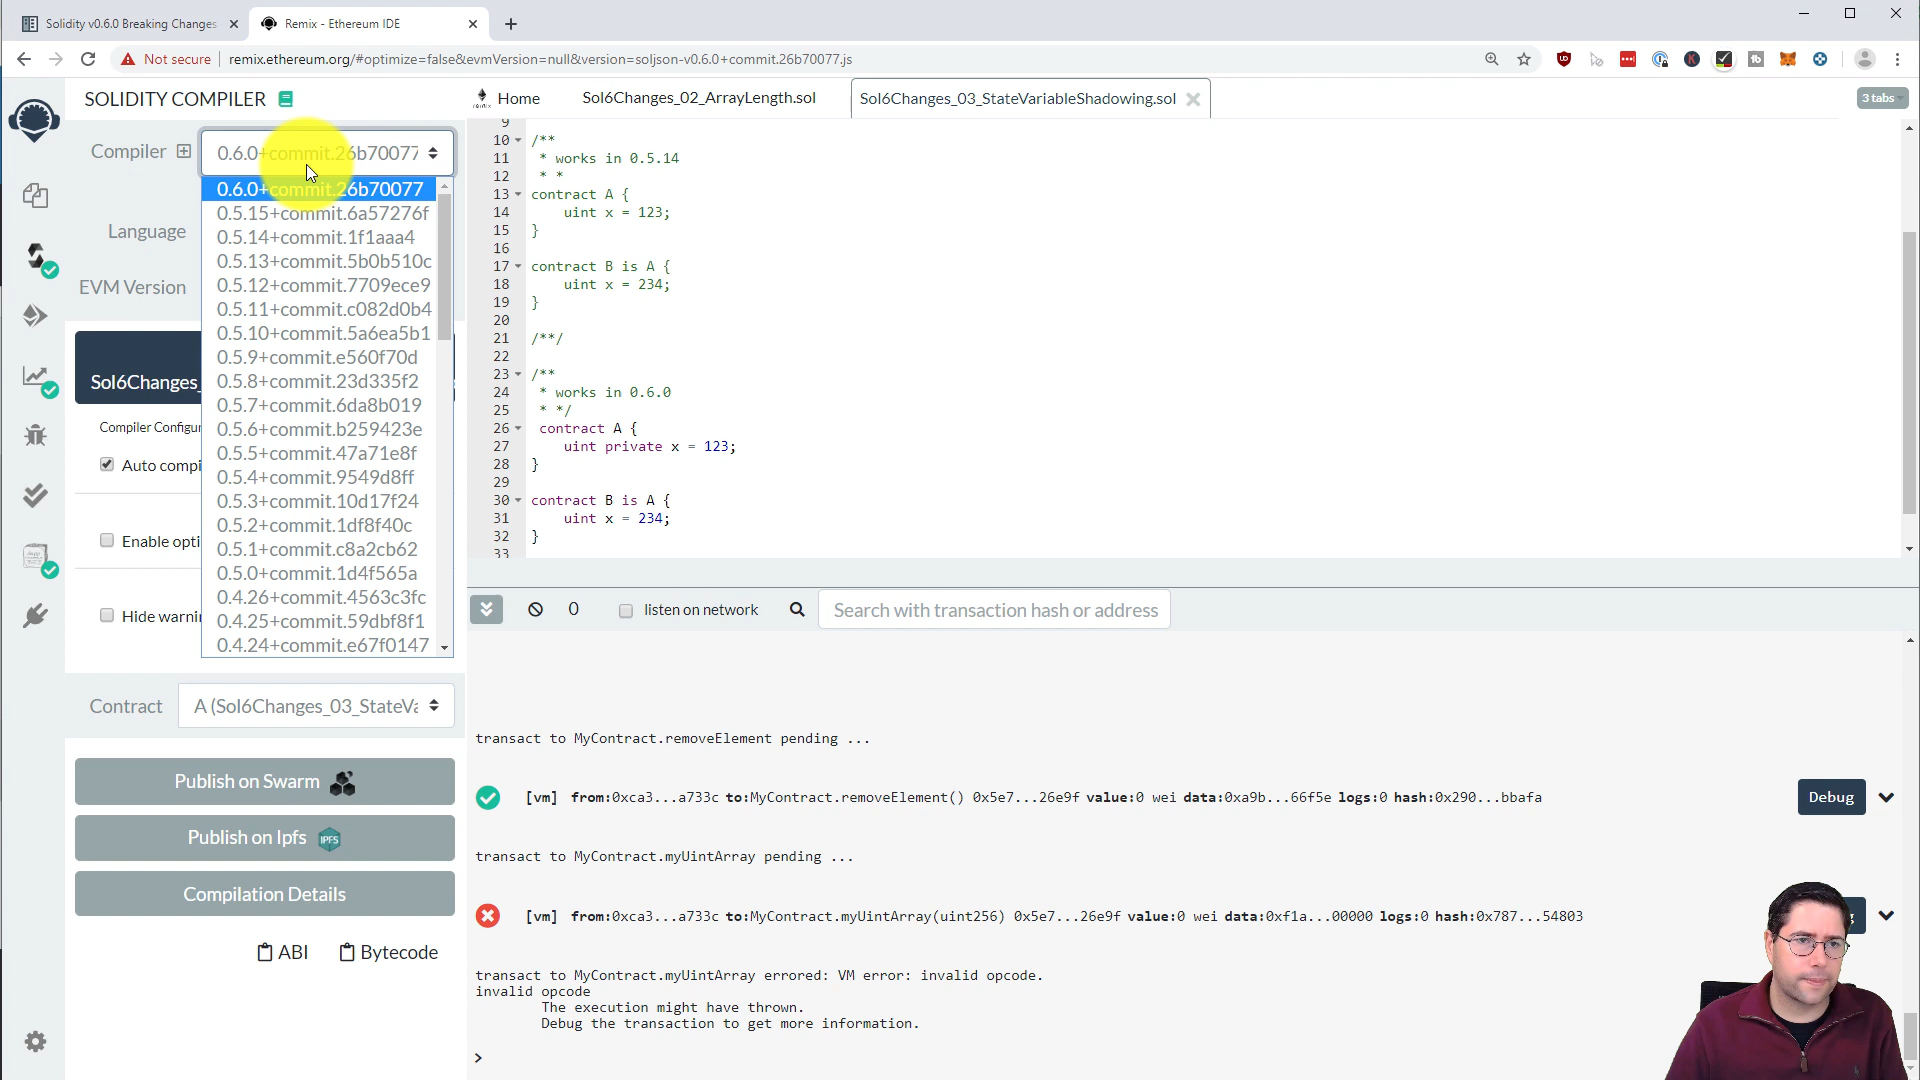 Solidity v0.6.0 Breaking Changes
Remix - Ethereum IDE
Not secure
remix.ethereum.org/#optimize=false&evmVersion=null&version=soljson-v0.6.0+commit.26b70077.js
SOLIDITY COMPILER
Home
Sol6Changes_02_ArrayLength.sol
Sol6Changes_03_StateVariableShadowing.sol
3 tabs
Compiler
0.6.0+commit.26b70077
0.6.0+commit.26b70077
0.5.15+commit.6a57276f
0.5.14+commit.1f1aaa4
0.5.13+commit.5b0b510c
0.5.12+commit.7709ece9
0.5.11+commit.c082d0b4
0.5.10+commit.5a6ea5b1
0.5.9+commit.e560f70d
0.5.8+commit.23d335f2
0.5.7+commit.6da8b019
0.5.6+commit.b259423e
0.5.5+commit.47a71e8f
0.5.4+commit.9549d8ff
0.5.3+commit.10d17f24
0.5.2+commit.1df8f40c
0.5.1+commit.c8a2cb62
0.5.0+commit.1d4f565a
0.4.26+commit.4563c3fc
0.4.25+commit.59dbf8f1
0.4.24+commit.e67f0147
Language
EVM Version
Sol6Changes_
Compiler Configu
Auto compi
Enable opti
Hide warni
Contract
A (Sol6Changes_03_StateVa
Publish on Swarm
Publish on Ipfs
IPFS
Compilation Details
ABI
Bytecode
9
10 /**
11 * works in 0.5.14
12 * *
13 contract A {
14 uint x = 123;
15 }
16
17 contract B is A {
18 uint x = 234;
19 }
20
21 /**/
22
23 /**
24 * works in 0.6.0
25 * */
26 contract A {
27 uint private x = 123;
28 }
29
30 contract B is A {
31 uint x = 234;
32 }
33
0
listen on network
Search with transaction hash or address
transact to MyContract.removeElement pending ...
[vm] from:0xca3...a733c to:MyContract.removeElement() 0x5e7...26e9f value:0 wei data:0xa9b...66f5e logs:0 hash:0x290...bbafa
Debug
transact to MyContract.myUintArray pending ...
[vm] from:0xca3...a733c to:MyContract.myUintArray(uint256) 0x5e7...26e9f value:0 wei data:0xf1a...00000 logs:0 hash:0x787...54803
transact to MyContract.myUintArray errored: VM error: invalid opcode.
invalid opcode
The execution might have thrown.
Debug the transaction to get more information.
>